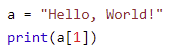 a = "Hello, World!"
print(a[1])